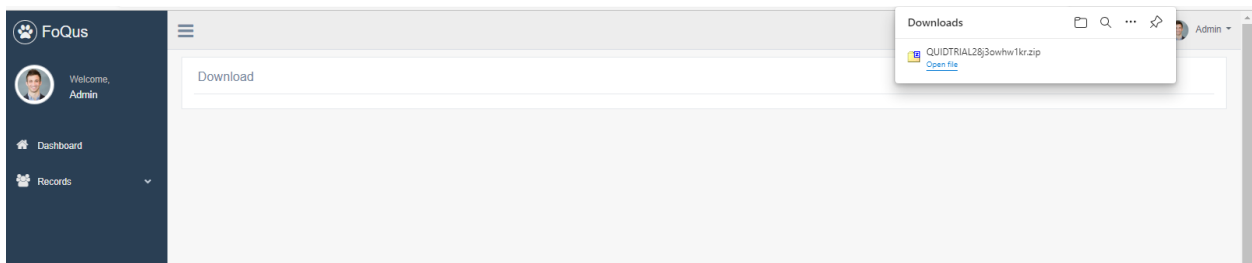 FoQus
Welcome,
Admin
Dashboard
Records
Download
Downloads
QUIDTRIAL28j3owhw1kr.zip
Open file
Admin